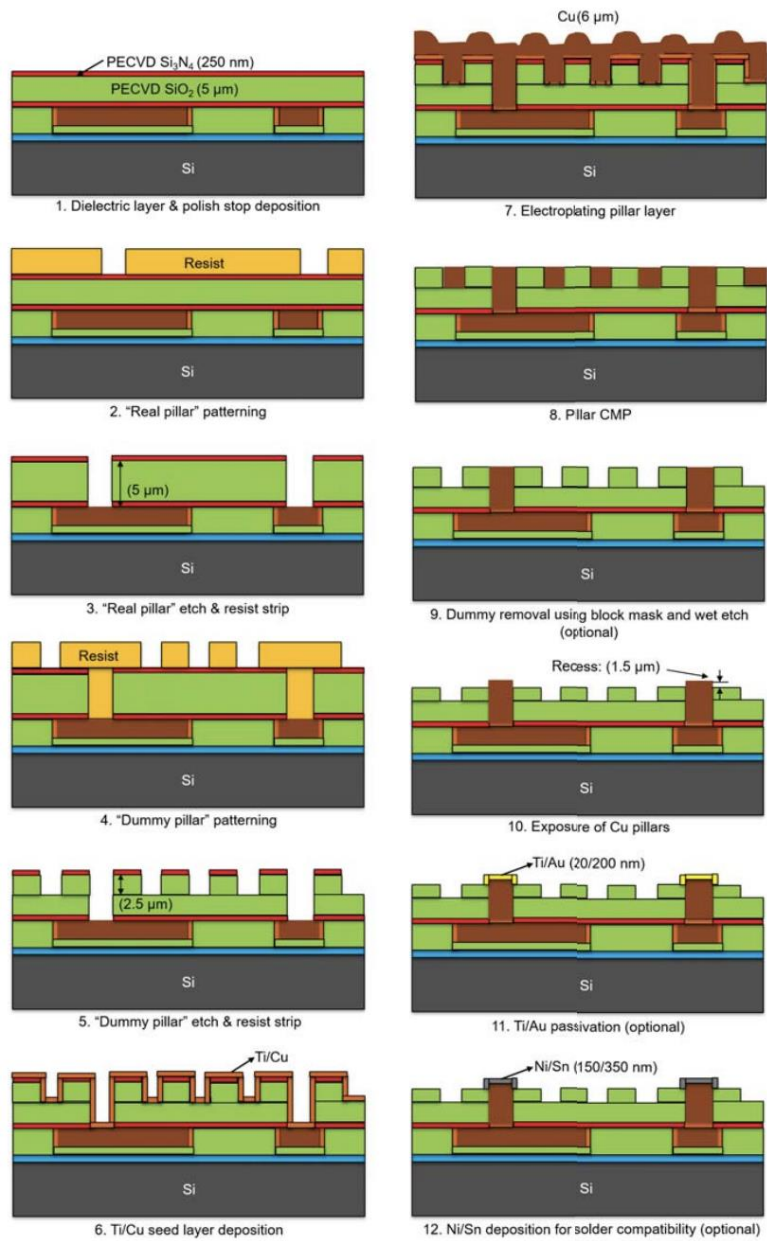 PECVD Si₃N₄ (250 nm)
PECVD SiO₂ (5 µm)
Si
1. Dielectric layer & polish stop deposition
Resist
Si
2. “Real pillar” patterning
(5 µm)
Si
3. “Real pillar” etch & resist strip
Resist
Si
4. “Dummy pillar” patterning
(2.5 µm)
Si
5. “Dummy pillar” etch & resist strip
Ti/Cu
Si
6. Ti/Cu seed layer deposition
Cu (6 µm)
Si
7. Electroplating pillar layer
Si
8. Pillar CMP
Si
9. Dummy removal using block mask and wet etch
(optional)
Recess: (1.5 µm)
Si
10. Exposure of Cu pillars
Ti/Au (20/200 nm)
Si
11. Ti/Au passivation (optional)
Ni/Sn (150/350 nm)
Si
12. Ni/Sn deposition for solder compatibility (optional)